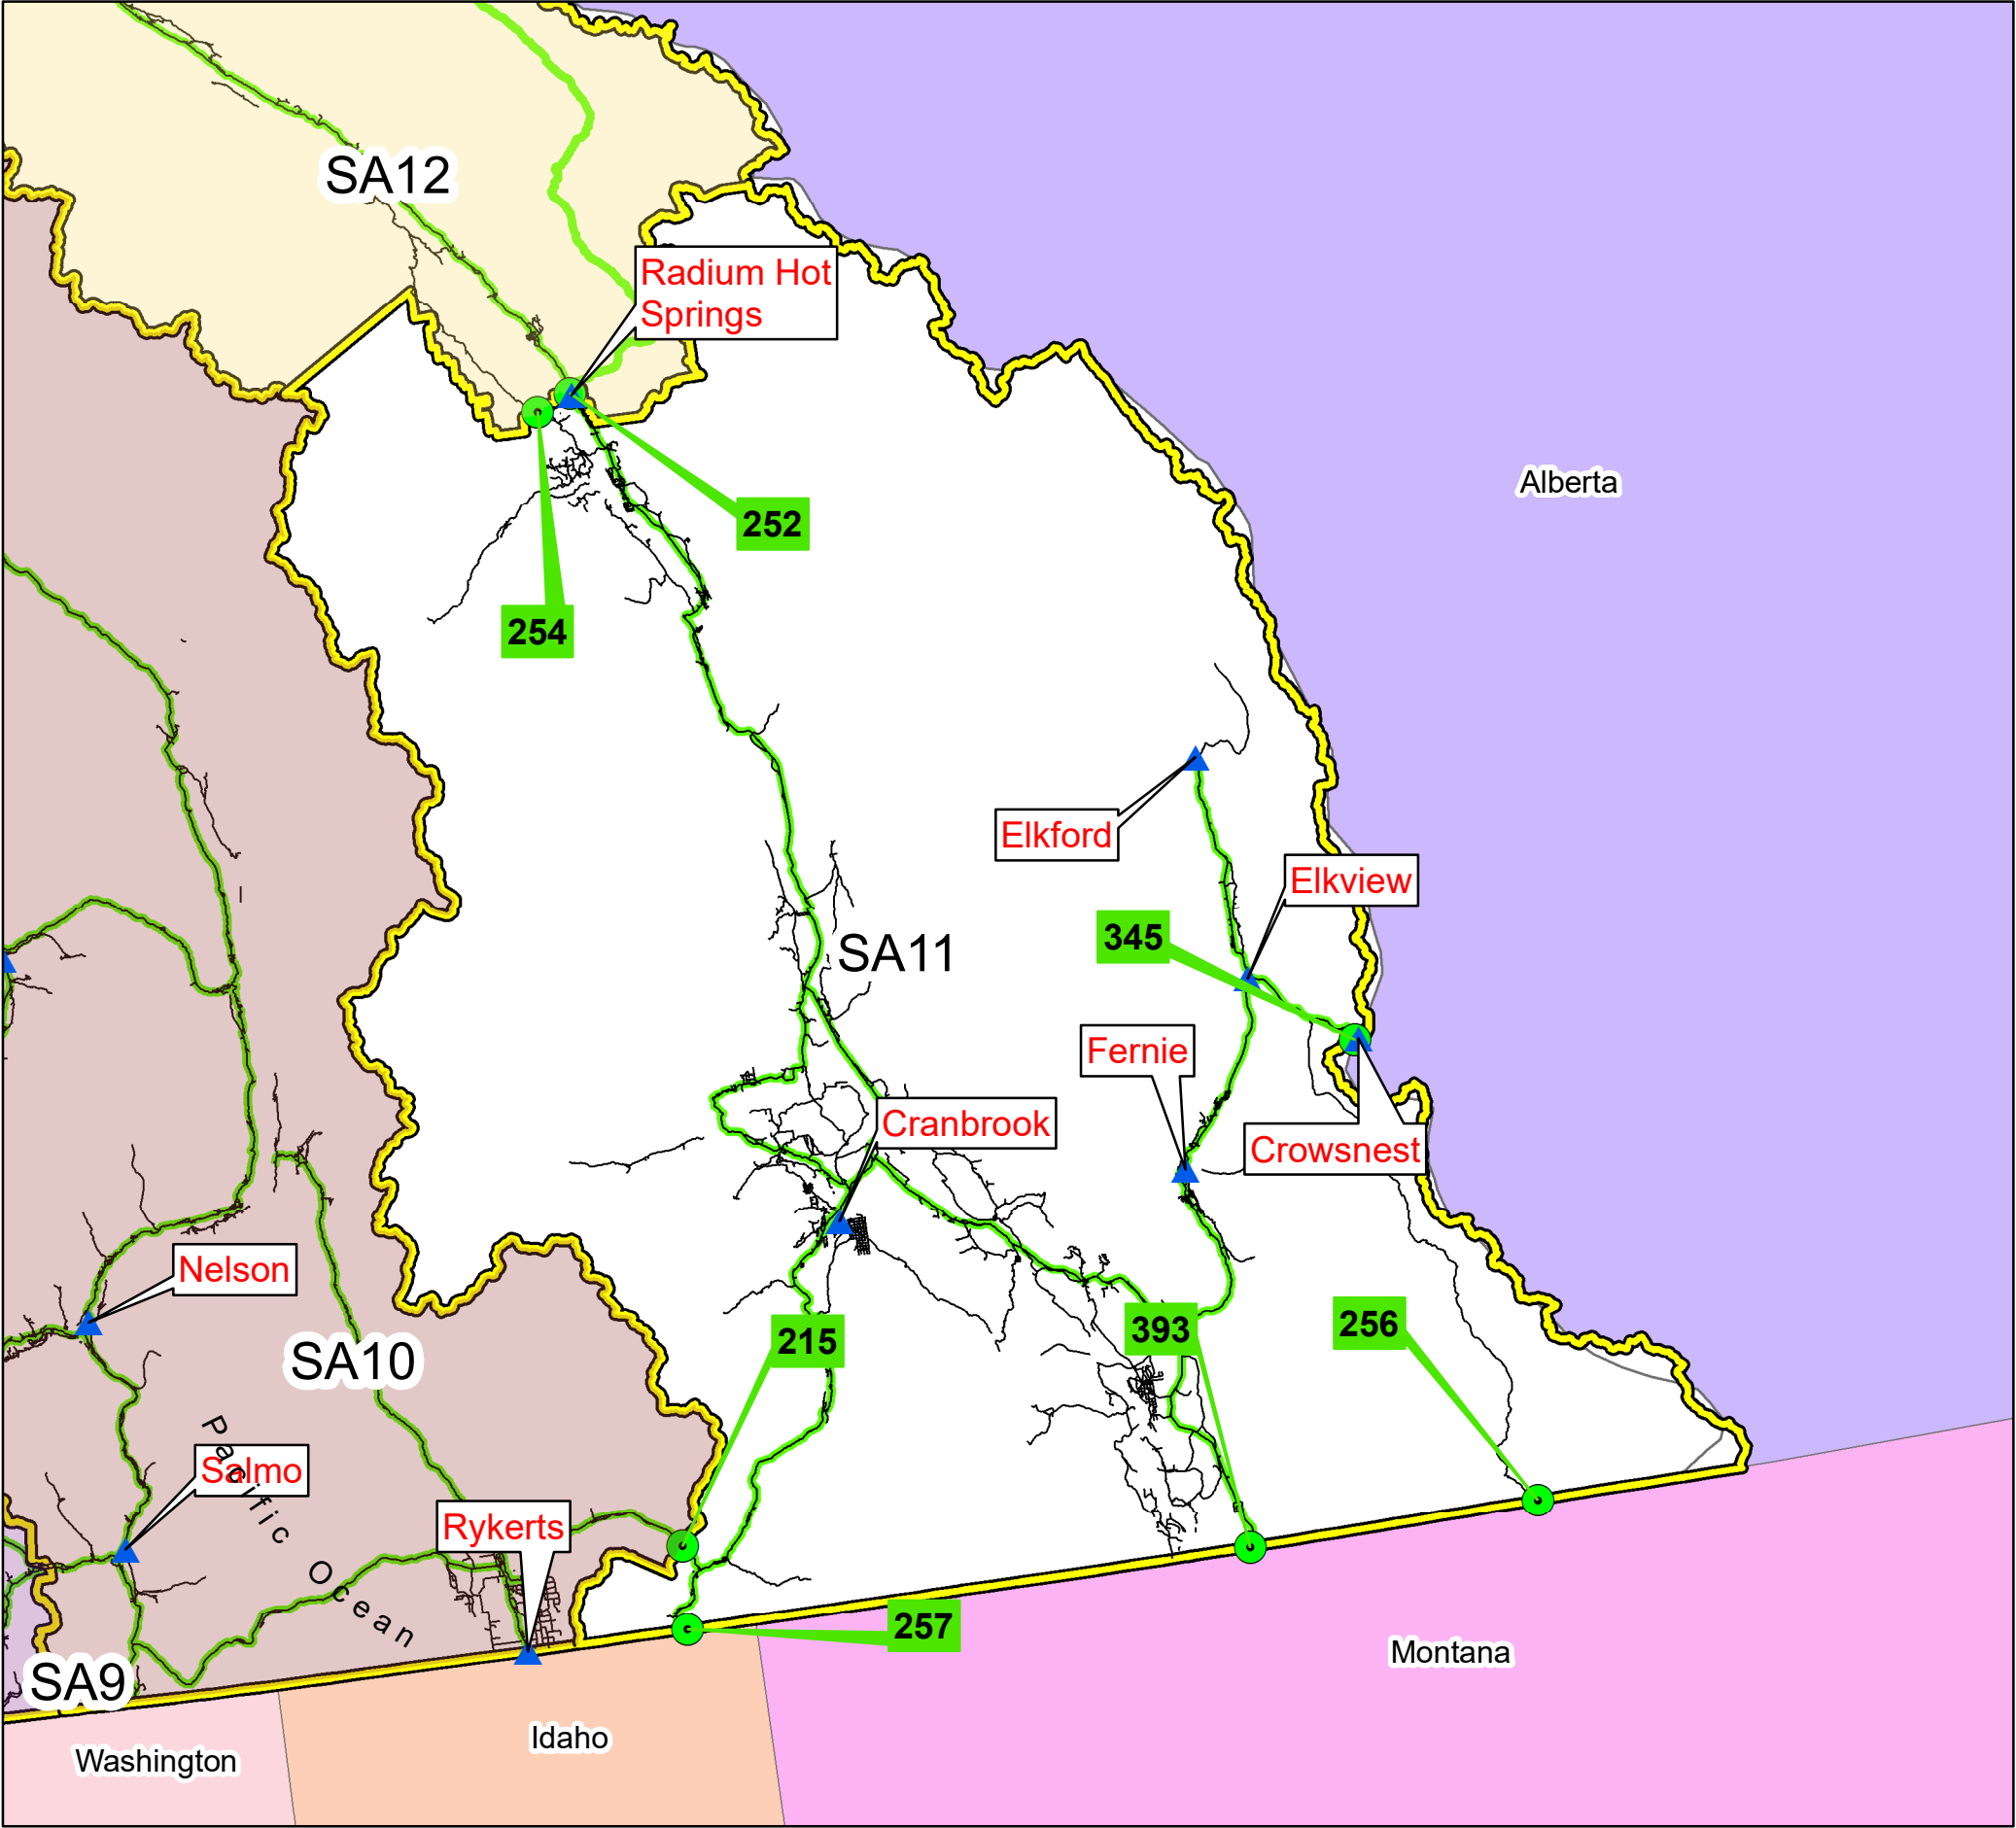 SA12
Radium Hot
Springs
Alberta
252
254
Elkford
Elkview
345
SA11
Fernie
Cranbrook
Crowsnest
Nelson
256
393
215
SA10
Salmo
Pacific Ocean
Rykerts
257
Montana
SA9
Idaho
Washington